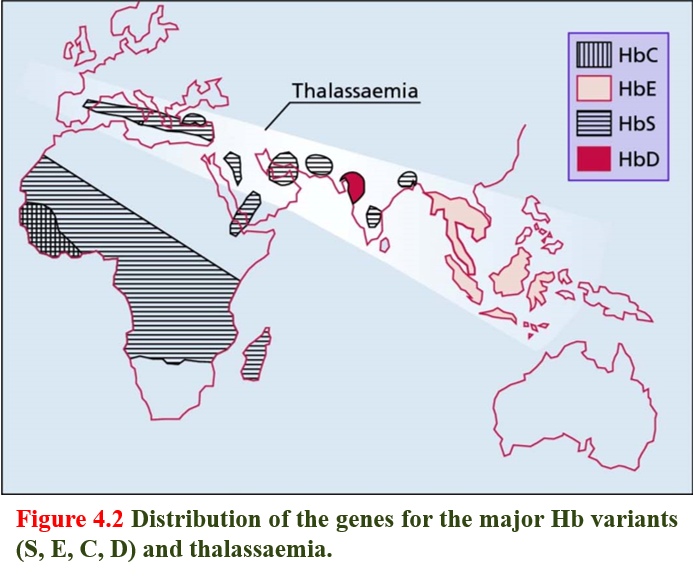 Thalassaemia
HbC
HbE
HbS
HbD
Figure 4.2 Distribution of the genes for the major Hb variants
(S, E, C, D) and thalassaemia.